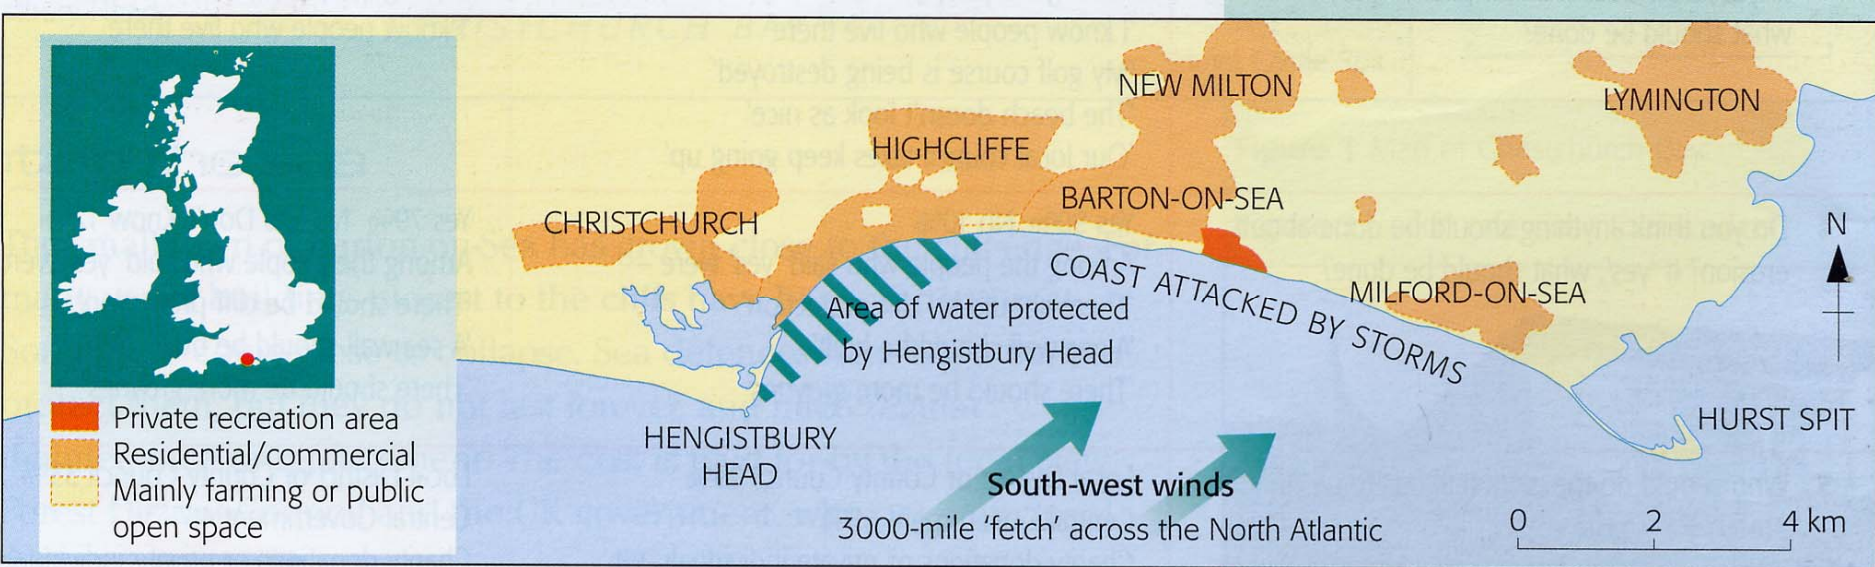 NEW MILTON
LYMINGTON
HIGHCLIFFE
BARTON-ON-SEA
CHRISTCHURCH
N
COAST ATTACKED BY STORMS
MILFORD-ON-SEA
Area of water protected
by Hengistbury Head
Private recreation area
Residential/commercial
Mainly farming or public
open space
HENGISTBURY
HEAD
HURST SPIT
South-west winds
3000-mile ‘fetch’ across the North Atlantic
0 2 4 km